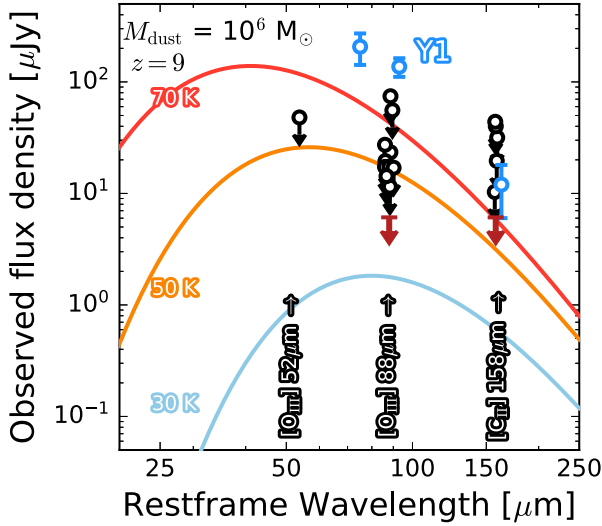 M_dust = 10^6 M_⊙
z = 9
Y1
70 K
50 K
30 K
[OIII] 52μm →
[OIII] 88μm →
[CII] 158μm →
Observed flux density [μJy]
10^2
10^1
10^0
10^−1
25
50
100
150
250
Restframe Wavelength [μm]